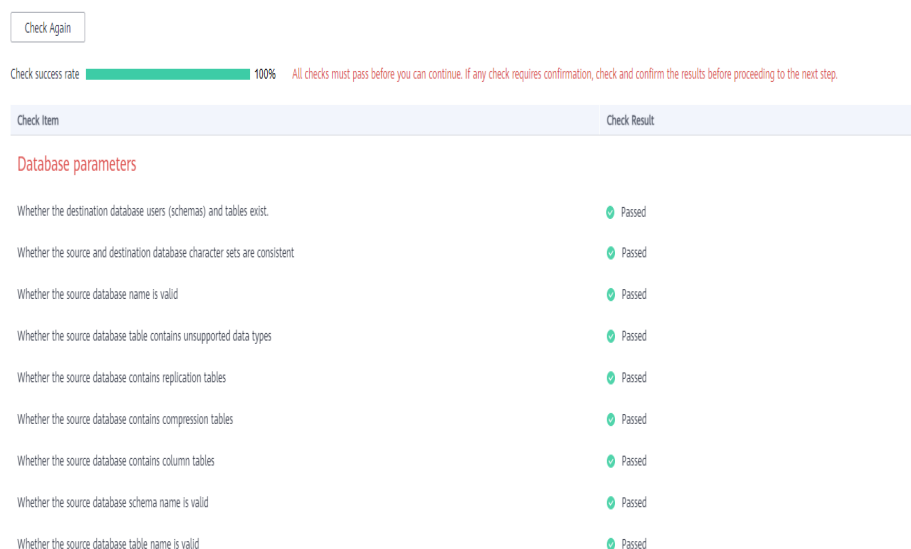 Check Again
Check success rate 100% All checks must pass before you can continue. If any check requires confirmation, check and confirm the results before proceeding to the next step.
Check Item Check Result
Database parameters
Whether the destination database users (schemas) and tables exist. Passed
Whether the source and destination database character sets are consistent Passed
Whether the source database name is valid Passed
Whether the source database table contains unsupported data types Passed
Whether the source database contains replication tables Passed
Whether the source database contains compression tables Passed
Whether the source database contains column tables Passed
Whether the source database schema name is valid Passed
Whether the source database table name is valid Passed